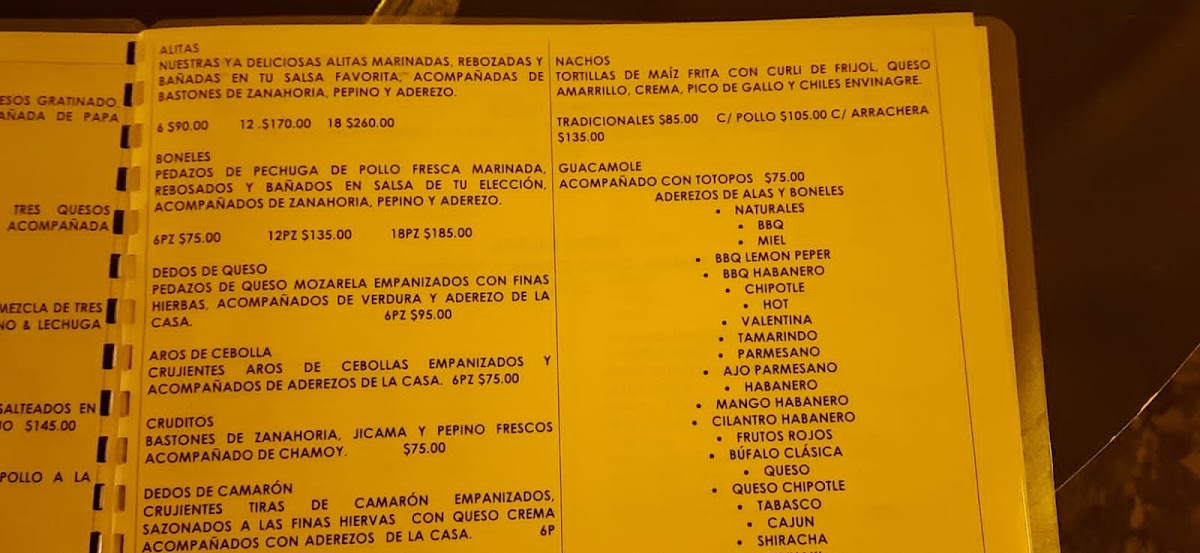 ESOS GRATINADO,
AÑADA DE PAPA
TRES QUESOS
ACOMPAÑADA
MEZCLA DE TRES
NO & LECHUGA
SALTEADOS EN
JO $145.00
POLLO A LA
ALITAS
NUESTRAS YA DELICIOSAS ALITAS MARINADAS, REBOZADAS Y
BAÑADAS EN TU SALSA FAVORITA, ACOMPAÑADAS DE
BASTONES DE ZANAHORIA, PEPINO Y ADEREZO.
6 $90.00 12 .$170.00 18 $260.00
BONELES
PEDAZOS DE PECHUGA DE POLLO FRESCA MARINADA,
REBOSADOS Y BAÑADOS EN SALSA DE TU ELECCIÓN,
ACOMPAÑADOS DE ZANAHORIA, PEPINO Y ADEREZO.
6PZ $75.00 12PZ $135.00 18PZ $185.00
DEDOS DE QUESO
PEDAZOS DE QUESO MOZARELA EMPANIZADOS CON FINAS
HIERBAS, ACOMPAÑADOS DE VERDURA Y ADEREZO DE LA
CASA. 6PZ $95.00
AROS DE CEBOLLA
CRUJIENTES AROS DE CEBOLLAS EMPANIZADOS Y
ACOMPAÑADOS DE ADEREZOS DE LA CASA. 6PZ $75.00
CRUDITOS
BASTONES DE ZANAHORIA, JICAMA Y PEPINO FRESCOS
ACOMPAÑADO DE CHAMOY. $75.00
DEDOS DE CAMARÓN
CRUJIENTES TIRAS DE CAMARÓN EMPANIZADOS,
SAZONADOS A LAS FINAS HIERVAS CON QUESO CREMA
ACOMPAÑADOS CON ADEREZOS DE LA CASA. 6P
NACHOS
TORTILLAS DE MAÍZ FRITA CON CURLI DE FRIJOL, QUESO
AMARRILLO, CREMA, PICO DE GALLO Y CHILES ENVINAGRE.
TRADICIONALES $85.00 C/ POLLO $105.00 C/ ARRACHERA
$135.00
GUACAMOLE
ACOMPAÑADO CON TOTOPOS $75.00
ADEREZOS DE ALAS Y BONELES
• NATURALES
• BBQ
• MIEL
• BBQ LEMON PEPER
• BBQ HABANERO
• CHIPOTLE
• HOT
• VALENTINA
• TAMARINDO
• PARMESANO
• AJO PARMESANO
• HABANERO
• MANGO HABANERO
• CILANTRO HABANERO
• FRUTOS ROJOS
• BÚFALO CLÁSICA
• QUESO
• QUESO CHIPOTLE
• TABASCO
• CAJUN
• SHIRACHA